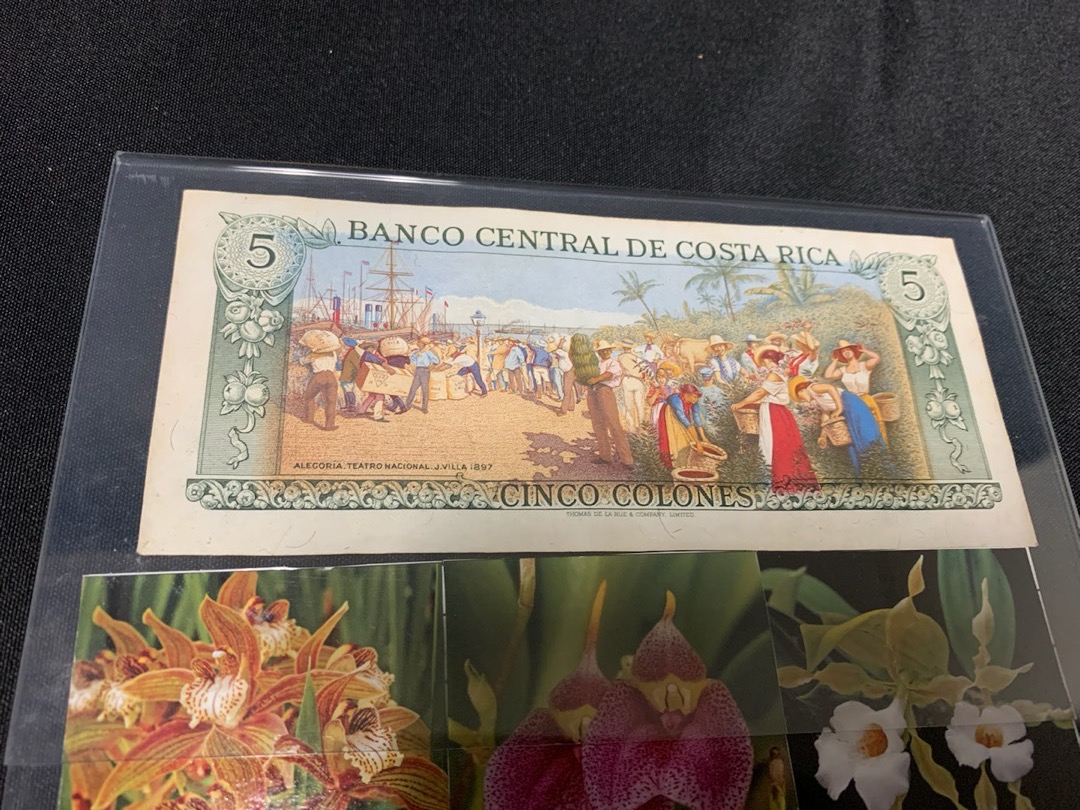 BANCO CENTRAL DE COSTA RICA
5
5
ALEGORIA. TEATRO NACIONAL. J. VILLA 1897
CINCO COLONES
THOMAS DE LA RUE & COMPANY, LIMITED.